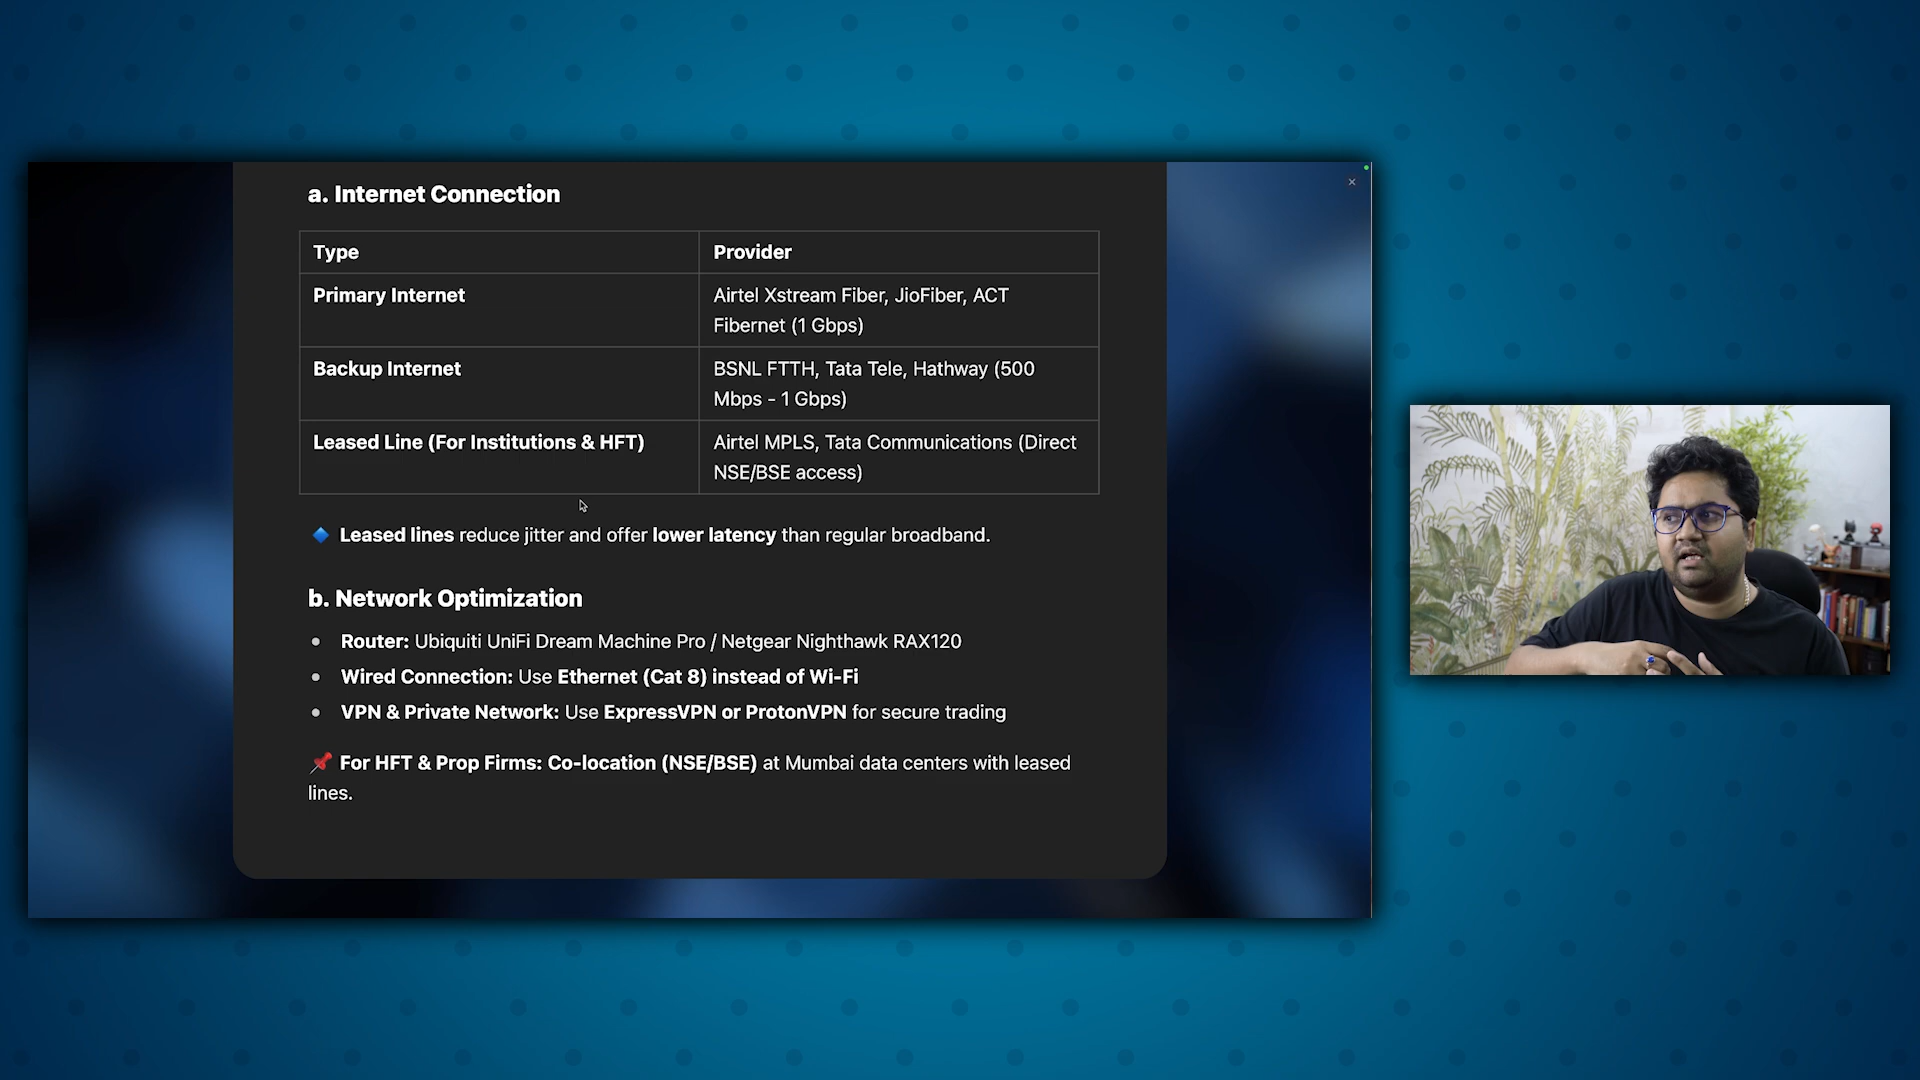 a. Internet Connection
Type
Provider
Primary Internet
Airtel Xstream Fiber, JioFiber, ACT
Fibernet (1 Gbps)
Backup Internet
BSNL FTTH, Tata Tele, Hathway (500
Mbps - 1 Gbps)
Leased Line (For Institutions & HFT)
Airtel MPLS, Tata Communications (Direct
NSE/BSE access)
🔹 Leased lines reduce jitter and offer lower latency than regular broadband.
b. Network Optimization
• Router: Ubiquiti UniFi Dream Machine Pro / Netgear Nighthawk RAX120
• Wired Connection: Use Ethernet (Cat 8) instead of Wi-Fi
• VPN & Private Network: Use ExpressVPN or ProtonVPN for secure trading
📌 For HFT & Prop Firms: Co-location (NSE/BSE) at Mumbai data centers with leased
lines.